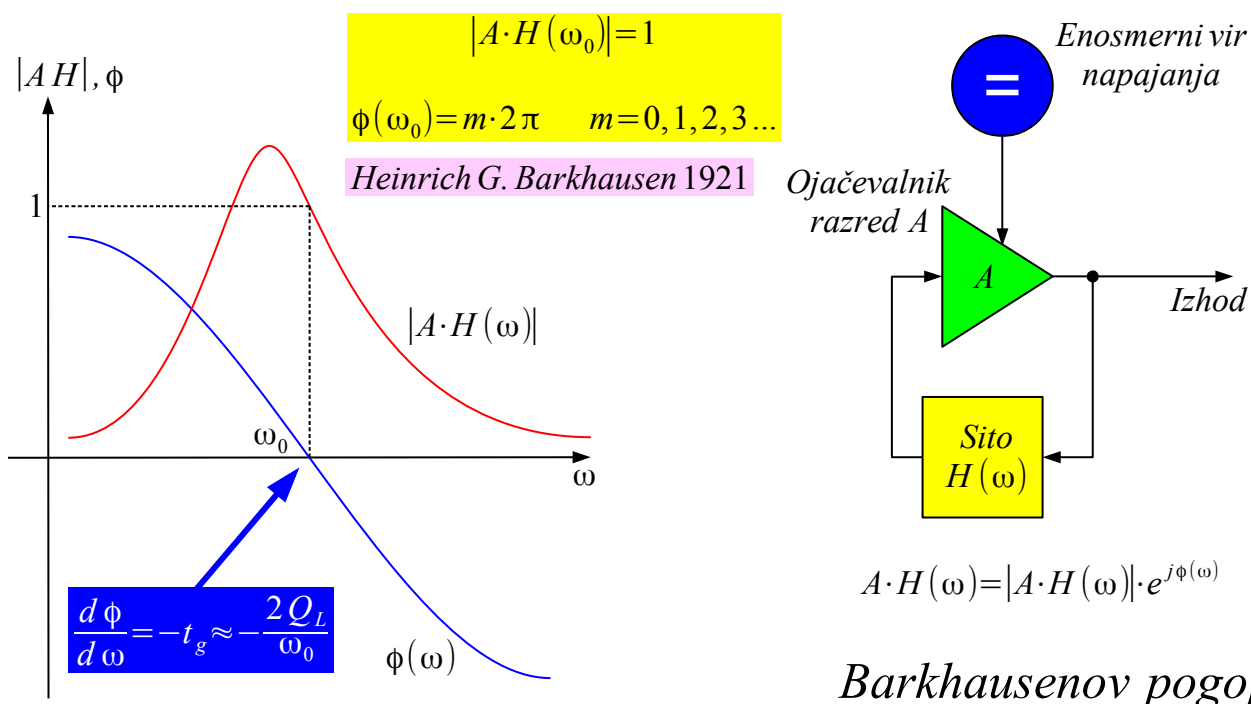 |A·H(ω₀)|=1
ϕ(ω₀)=m·2π m=0,1,2,3...
Heinrich G. Barkhausen 1921
|A H|, ϕ
1
|A·H(ω)|
ω₀
ω
dϕ/dω=−t_g≈−2Q_L/ω₀
ϕ(ω)
=
Enosmerni vir
napajanja
Ojačevalnik
razred A
A
Izhod
Sito
H(ω)
A·H(ω)=|A·H(ω)|·e^{jϕ(ω)}
Barkhausenov